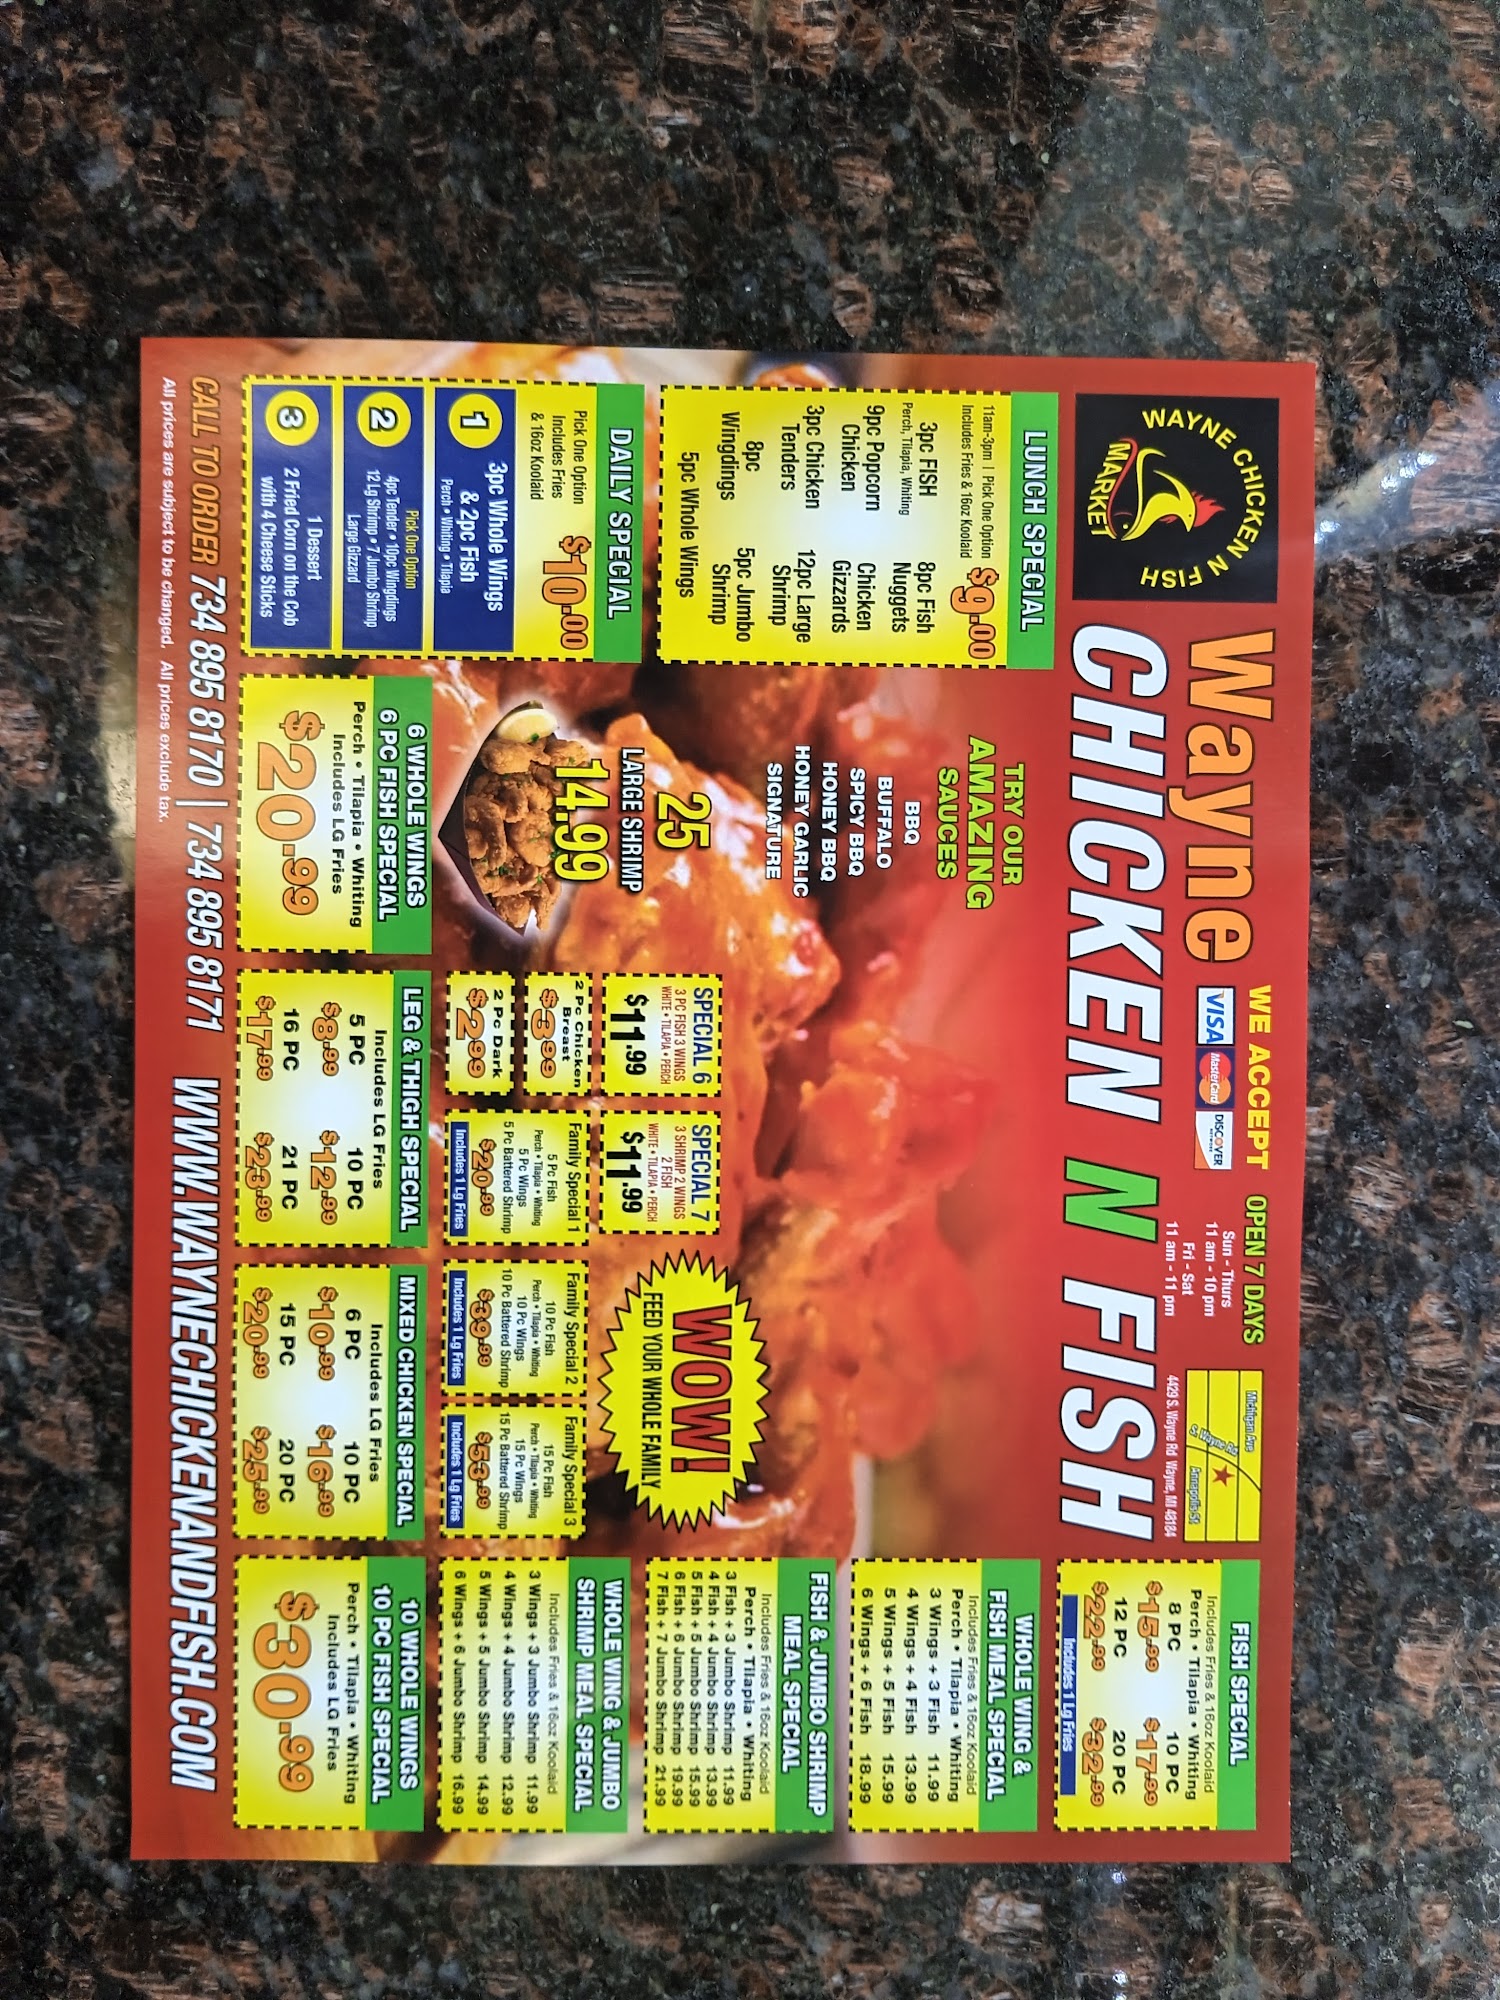 WAYNE CHICKEN N FISH
MARKET
Wayne
CHICKEN N FISH
WE ACCEPT
VISA
MasterCard
DISCOVER
OPEN 7 DAYS
Sun - Thurs
11 am - 10 pm
Fri - Sat
11 am - 11 pm
Michigan Ave
S. Wayne Rd
Annapolis St
4429 S. Wayne Rd Wayne, MI 48184
LUNCH SPECIAL
11am-3pm | Pick One Option
Includes Fries & 16oz Koolaid
$9.00
3pc FISH
Perch, Tilapia, Whiting
9pc Popcorn
Chicken
3pc Chicken
Tenders
8pc
Wingdings
8pc Fish
Nuggets
Chicken
Gizzards
12pc Large
Shrimp
5pc Jumbo
Shrimp
5pc Whole Wings
DAILY SPECIAL
Pick One Option
Includes Fries
& 16oz Koolaid
$10.00
1
3pc Whole Wings
& 2pc Fish
Perch • Whiting • Tilapia
2
Pick One Option
4pc Tender • 10pc Wingdings
12 Lg Shrimp • 7 Jumbo Shrimp
Large Gizzard
3
1 Dessert
2 Fried Corn on the Cob
with 4 Cheese Sticks
TRY OUR
AMAZING
SAUCES
BBQ
BUFFALO
SPICY BBQ
HONEY BBQ
HONEY GARLIC
SIGNATURE
25
LARGE SHRIMP
14.99
6 WHOLE WINGS
6 PC FISH SPECIAL
Perch • Tilapia • Whiting
Includes LG Fries
$20.99
SPECIAL 6
3 PC FISH 3 WINGS
WHITE • TILAPIA • PERCH
$11.99
SPECIAL 7
3 SHRIMP 2 WINGS
2 FISH
WHITE • TILAPIA • PERCH
$11.99
2 Pc Chicken
Breast
$3.99
2 Pc Dark
$2.99
WOW!
FEED YOUR WHOLE FAMILY
Family Special 1
5 Pc Fish
Perch • Tilapia • Whiting
5 Pc Wings
5 Pc Battered Shrimp
$20.99
Includes 1 Lg Fries
Family Special 2
10 Pc Fish
Perch • Tilapia • Whiting
10 Pc Wings
10 Pc Battered Shrimp
$39.99
Includes 1 Lg Fries
Family Special 3
15 Pc Fish
Perch • Tilapia • Whiting
15 Pc Wings
15 Pc Battered Shrimp
$53.99
Includes 1 Lg Fries
LEG & THIGH SPECIAL
Includes LG Fries
5 PC 10 PC
$8.99 $12.99
16 PC 21 PC
$17.99 $23.99
MIXED CHICKEN SPECIAL
Includes LG Fries
6 PC 10 PC
$10.99 $16.99
15 PC 20 PC
$20.99 $25.99
FISH SPECIAL
Includes Fries & 16oz Koolaid
Perch • Tilapia • Whiting
8 PC 10 PC
$15.99 $17.99
12 PC 20 PC
$22.99 $32.99
Includes 1 Lg Fries
WHOLE WING &
FISH MEAL SPECIAL
Includes Fries & 16oz Koolaid
Perch • Tilapia • Whiting
3 Wings + 3 Fish 11.99
4 Wings + 4 Fish 13.99
5 Wings + 5 Fish 15.99
6 Wings + 6 Fish 18.99
FISH & JUMBO SHRIMP
MEAL SPECIAL
Includes Fries & 16oz Koolaid
Perch • Tilapia • Whiting
3 Fish + 3 Jumbo Shrimp 11.99
4 Fish + 4 Jumbo Shrimp 13.99
5 Fish + 5 Jumbo Shrimp 15.99
6 Fish + 6 Jumbo Shrimp 19.99
7 Fish + 7 Jumbo Shrimp 21.99
WHOLE WING & JUMBO
SHRIMP MEAL SPECIAL
Includes Fries & 16oz Koolaid
3 Wings + 3 Jumbo Shrimp 11.99
4 Wings + 4 Jumbo Shrimp 12.99
5 Wings + 5 Jumbo Shrimp 14.99
6 Wings + 6 Jumbo Shrimp 16.99
10 WHOLE WINGS
10 PC FISH SPECIAL
Perch • Tilapia • Whiting
Includes LG Fries
$30.99
CALL TO ORDER 734 895 8170 | 734 895 8171 WWW.WAYNECHICKENANDFISH.COM
All prices are subject to be changed. All prices exclude tax.